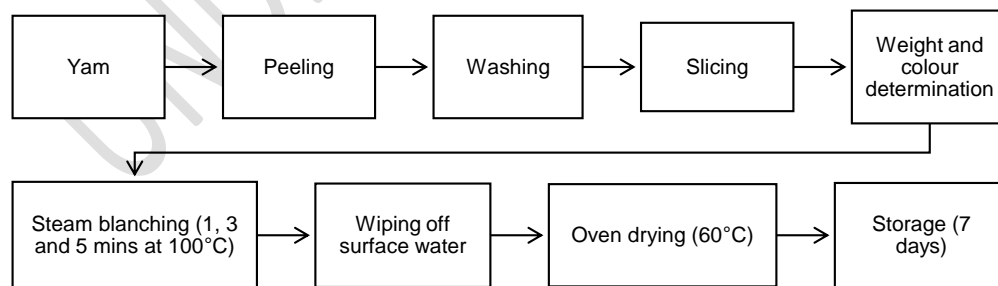 Yam
Peeling
Washing
Slicing
Weight and
colour
determination
Steam blanching (1, 3
and 5 mins at 100°C)
Wiping off
surface water
Oven drying (60°C)
Storage (7
days)